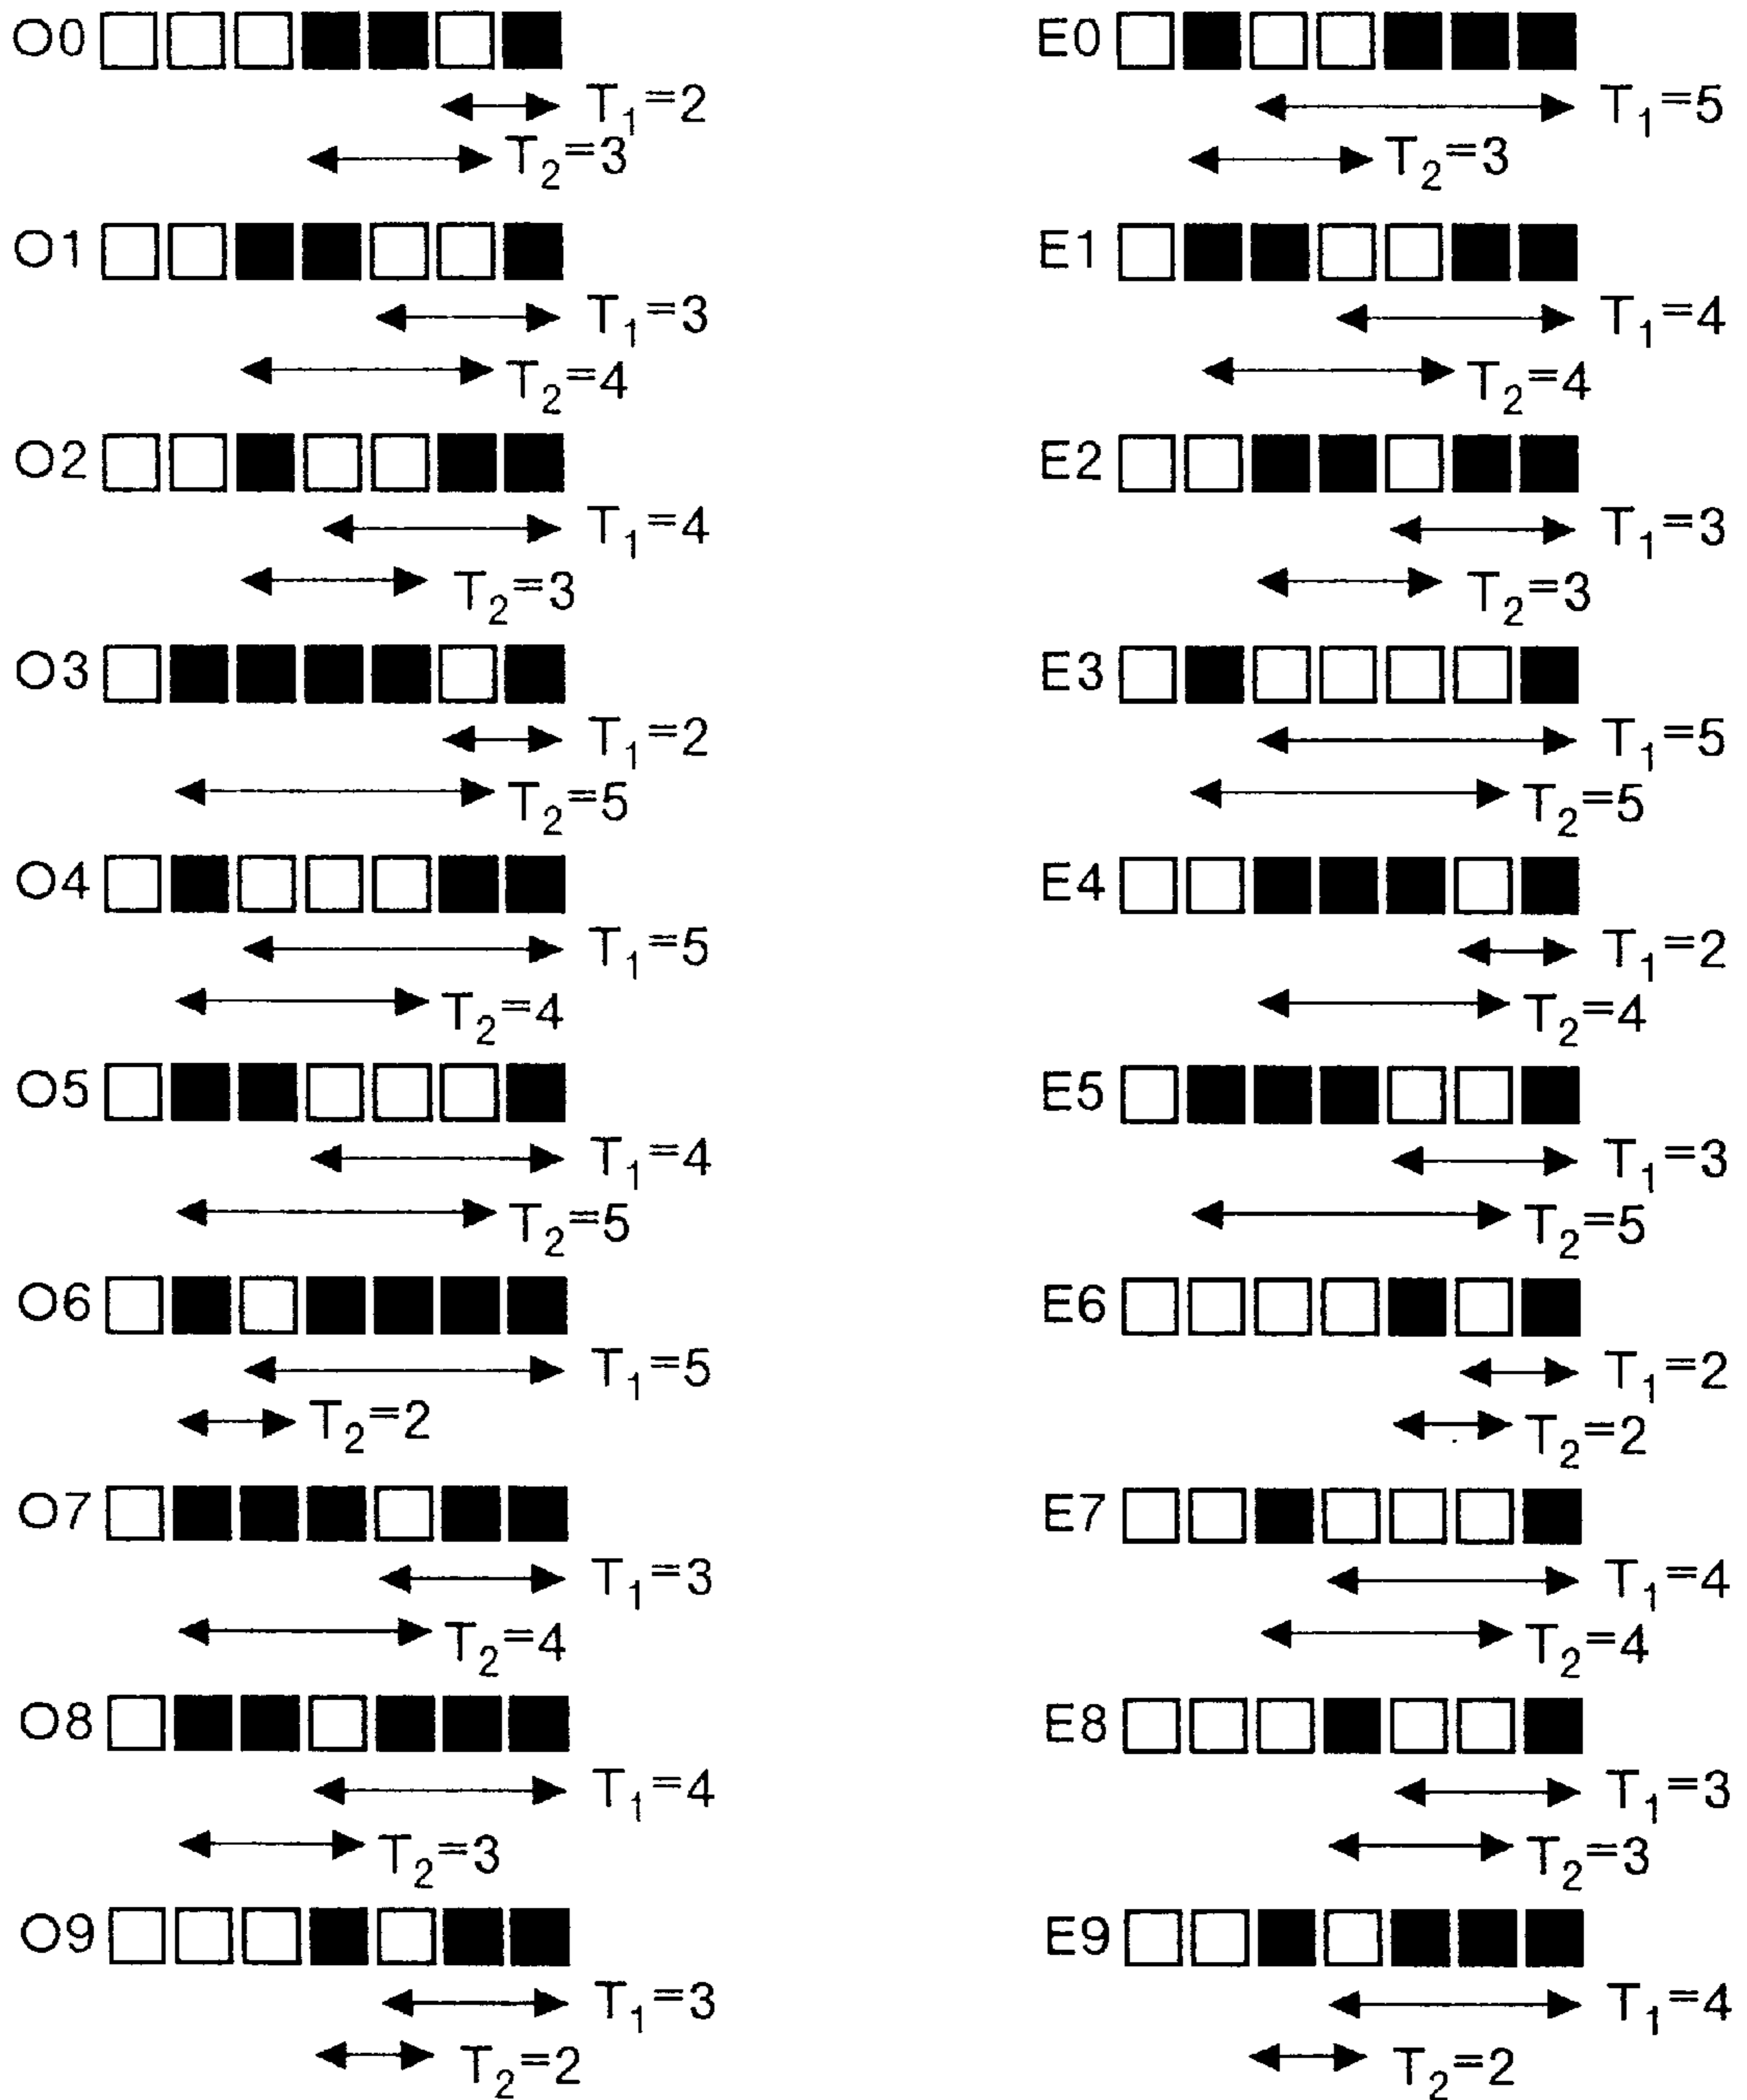 O0
T₁=2
T₂=3
O1
T₁=3
T₂=4
O2
T₁=4
T₂=3
O3
T₁=2
T₂=5
O4
T₁=5
T₂=4
O5
T₁=4
T₂=5
O6
T₁=5
T₂=2
O7
T₁=3
T₂=4
O8
T₁=4
T₂=3
O9
T₁=3
T₂=2
E0
T₁=5
T₂=3
E1
T₁=4
T₂=4
E2
T₁=3
T₂=3
E3
T₁=5
T₂=5
E4
T₁=2
T₂=4
E5
T₁=3
T₂=5
E6
T₁=2
T₂=2
E7
T₁=4
T₂=4
E8
T₁=3
T₂=3
E9
T₁=4
T₂=2